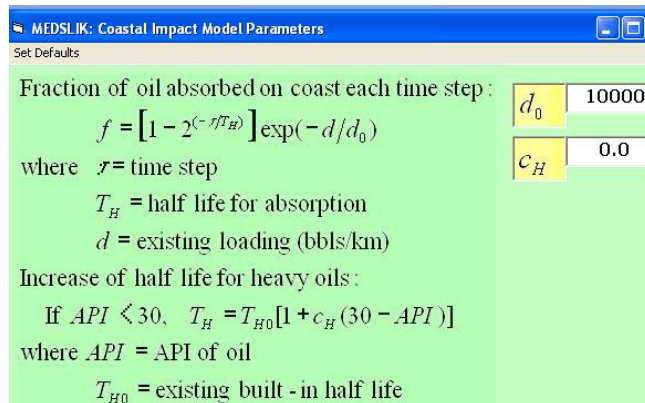 MEDSLIK: Coastal Impact Model Parameters
Set Defaults
Fraction of oil absorbed on coast each time step :
d₀ 10000
f = [1 − 2^(−τ/T_H)] exp(−d/d₀)
c_H 0.0
where τ = time step
T_H = half life for absorption
d = existing loading (bbls/km)
Increase of half life for heavy oils :
If API < 30, T_H = T_H0[1 + c_H (30 − API )]
where API = API of oil
T_H0 = existing built - in half life